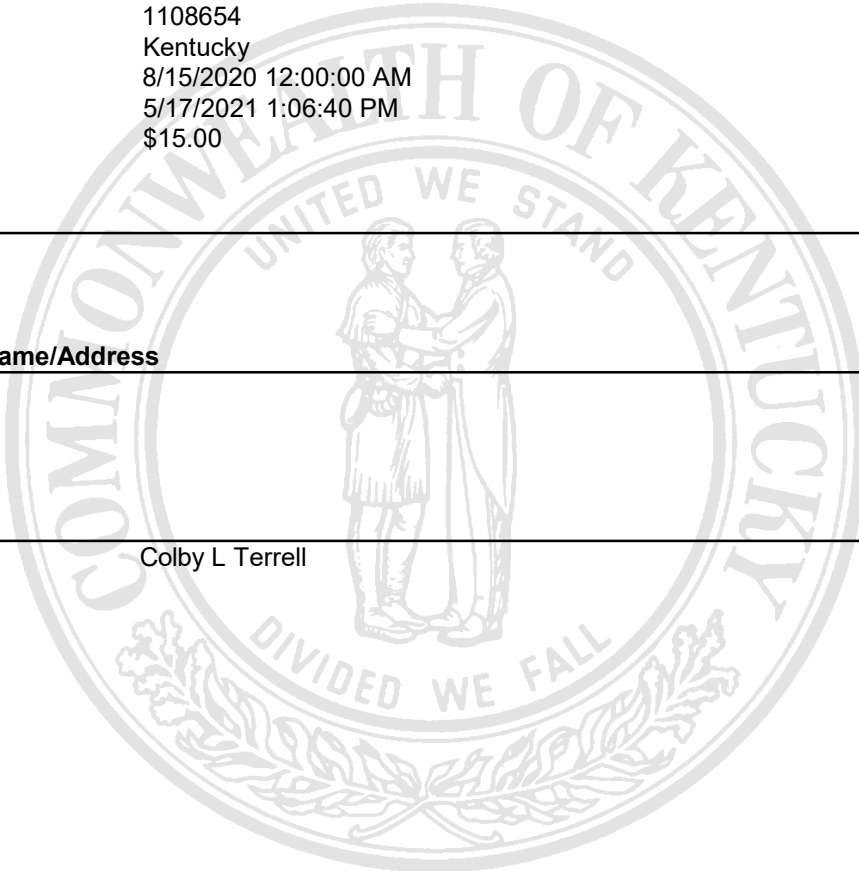 1108654
Kentucky
8/15/2020 12:00:00 AM
5/17/2021 1:06:40 PM
$15.00
COMMONWEALTH OF KENTUCKY
UNITED WE STAND
ame/Address
Colby L Terrell
DIVIDED WE FALL